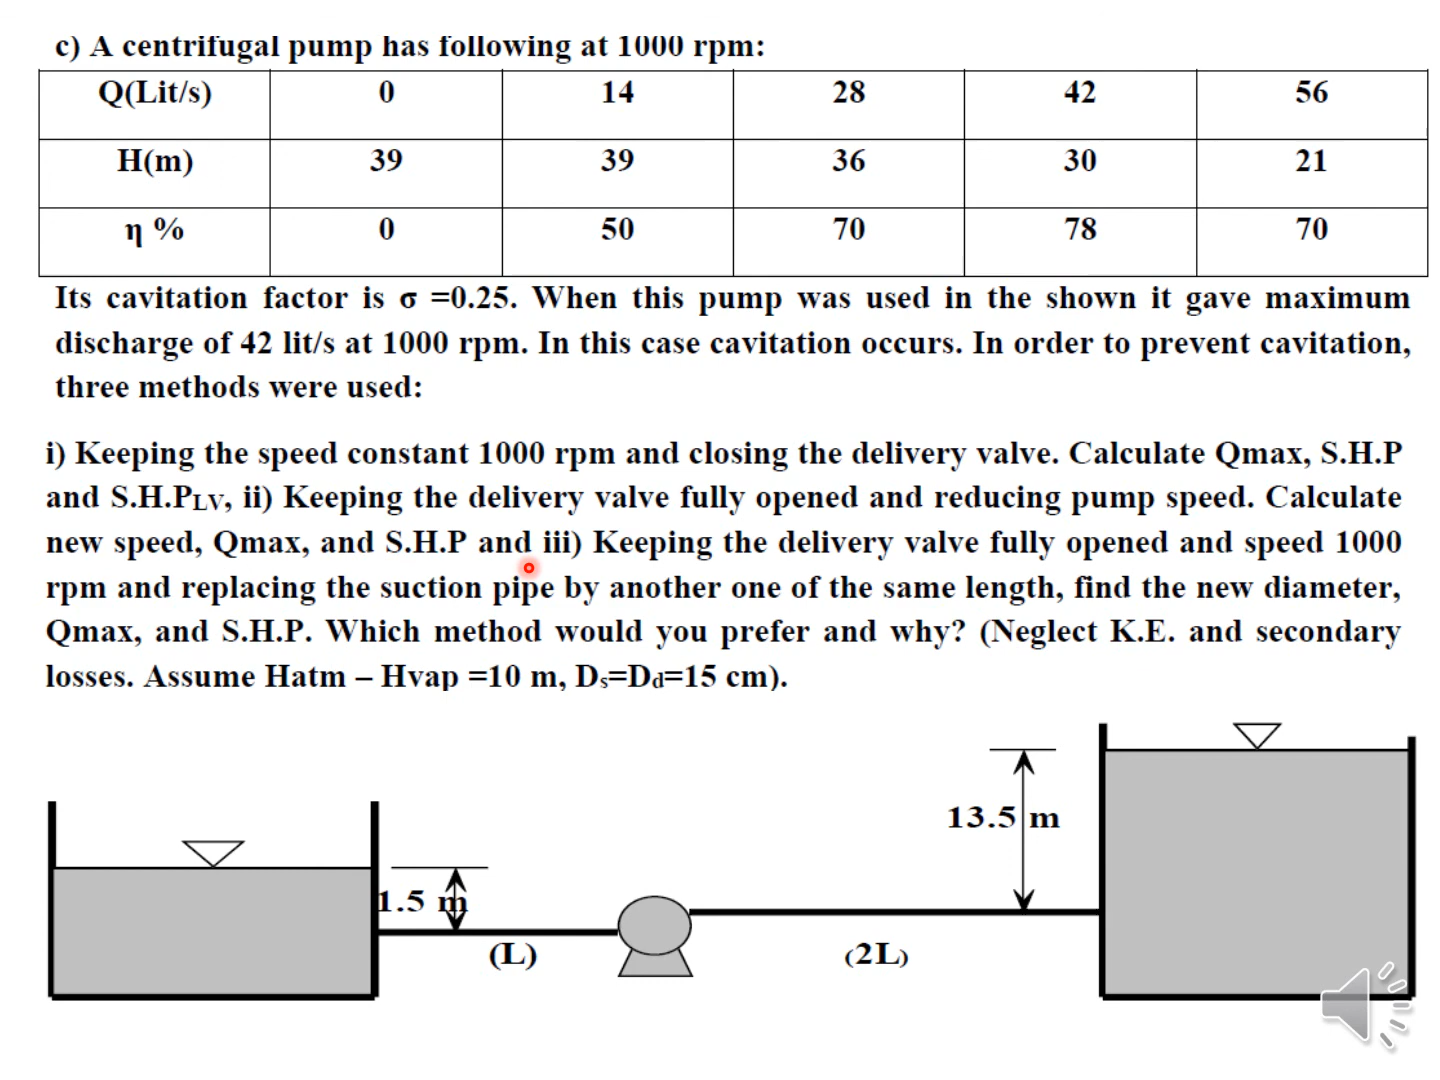 c) A centrifugal pump has following at 1000 rpm:
Q(Lit/s) 0 14 28 42 56
H(m) 39 39 36 30 21
η % 0 50 70 78 70
Its cavitation factor is σ =0.25. When this pump was used in the shown it gave maximum
discharge of 42 lit/s at 1000 rpm. In this case cavitation occurs. In order to prevent cavitation,
three methods were used:
i) Keeping the speed constant 1000 rpm and closing the delivery valve. Calculate Qmax, S.H.P
and S.H.PLV, ii) Keeping the delivery valve fully opened and reducing pump speed. Calculate
new speed, Qmax, and S.H.P and iii) Keeping the delivery valve fully opened and speed 1000
rpm and replacing the suction pipe by another one of the same length, find the new diameter,
Qmax, and S.H.P. Which method would you prefer and why? (Neglect K.E. and secondary
losses. Assume Hatm – Hvap =10 m, Ds=Dd=15 cm).
13.5 m
1.5 m
(L)
(2L)